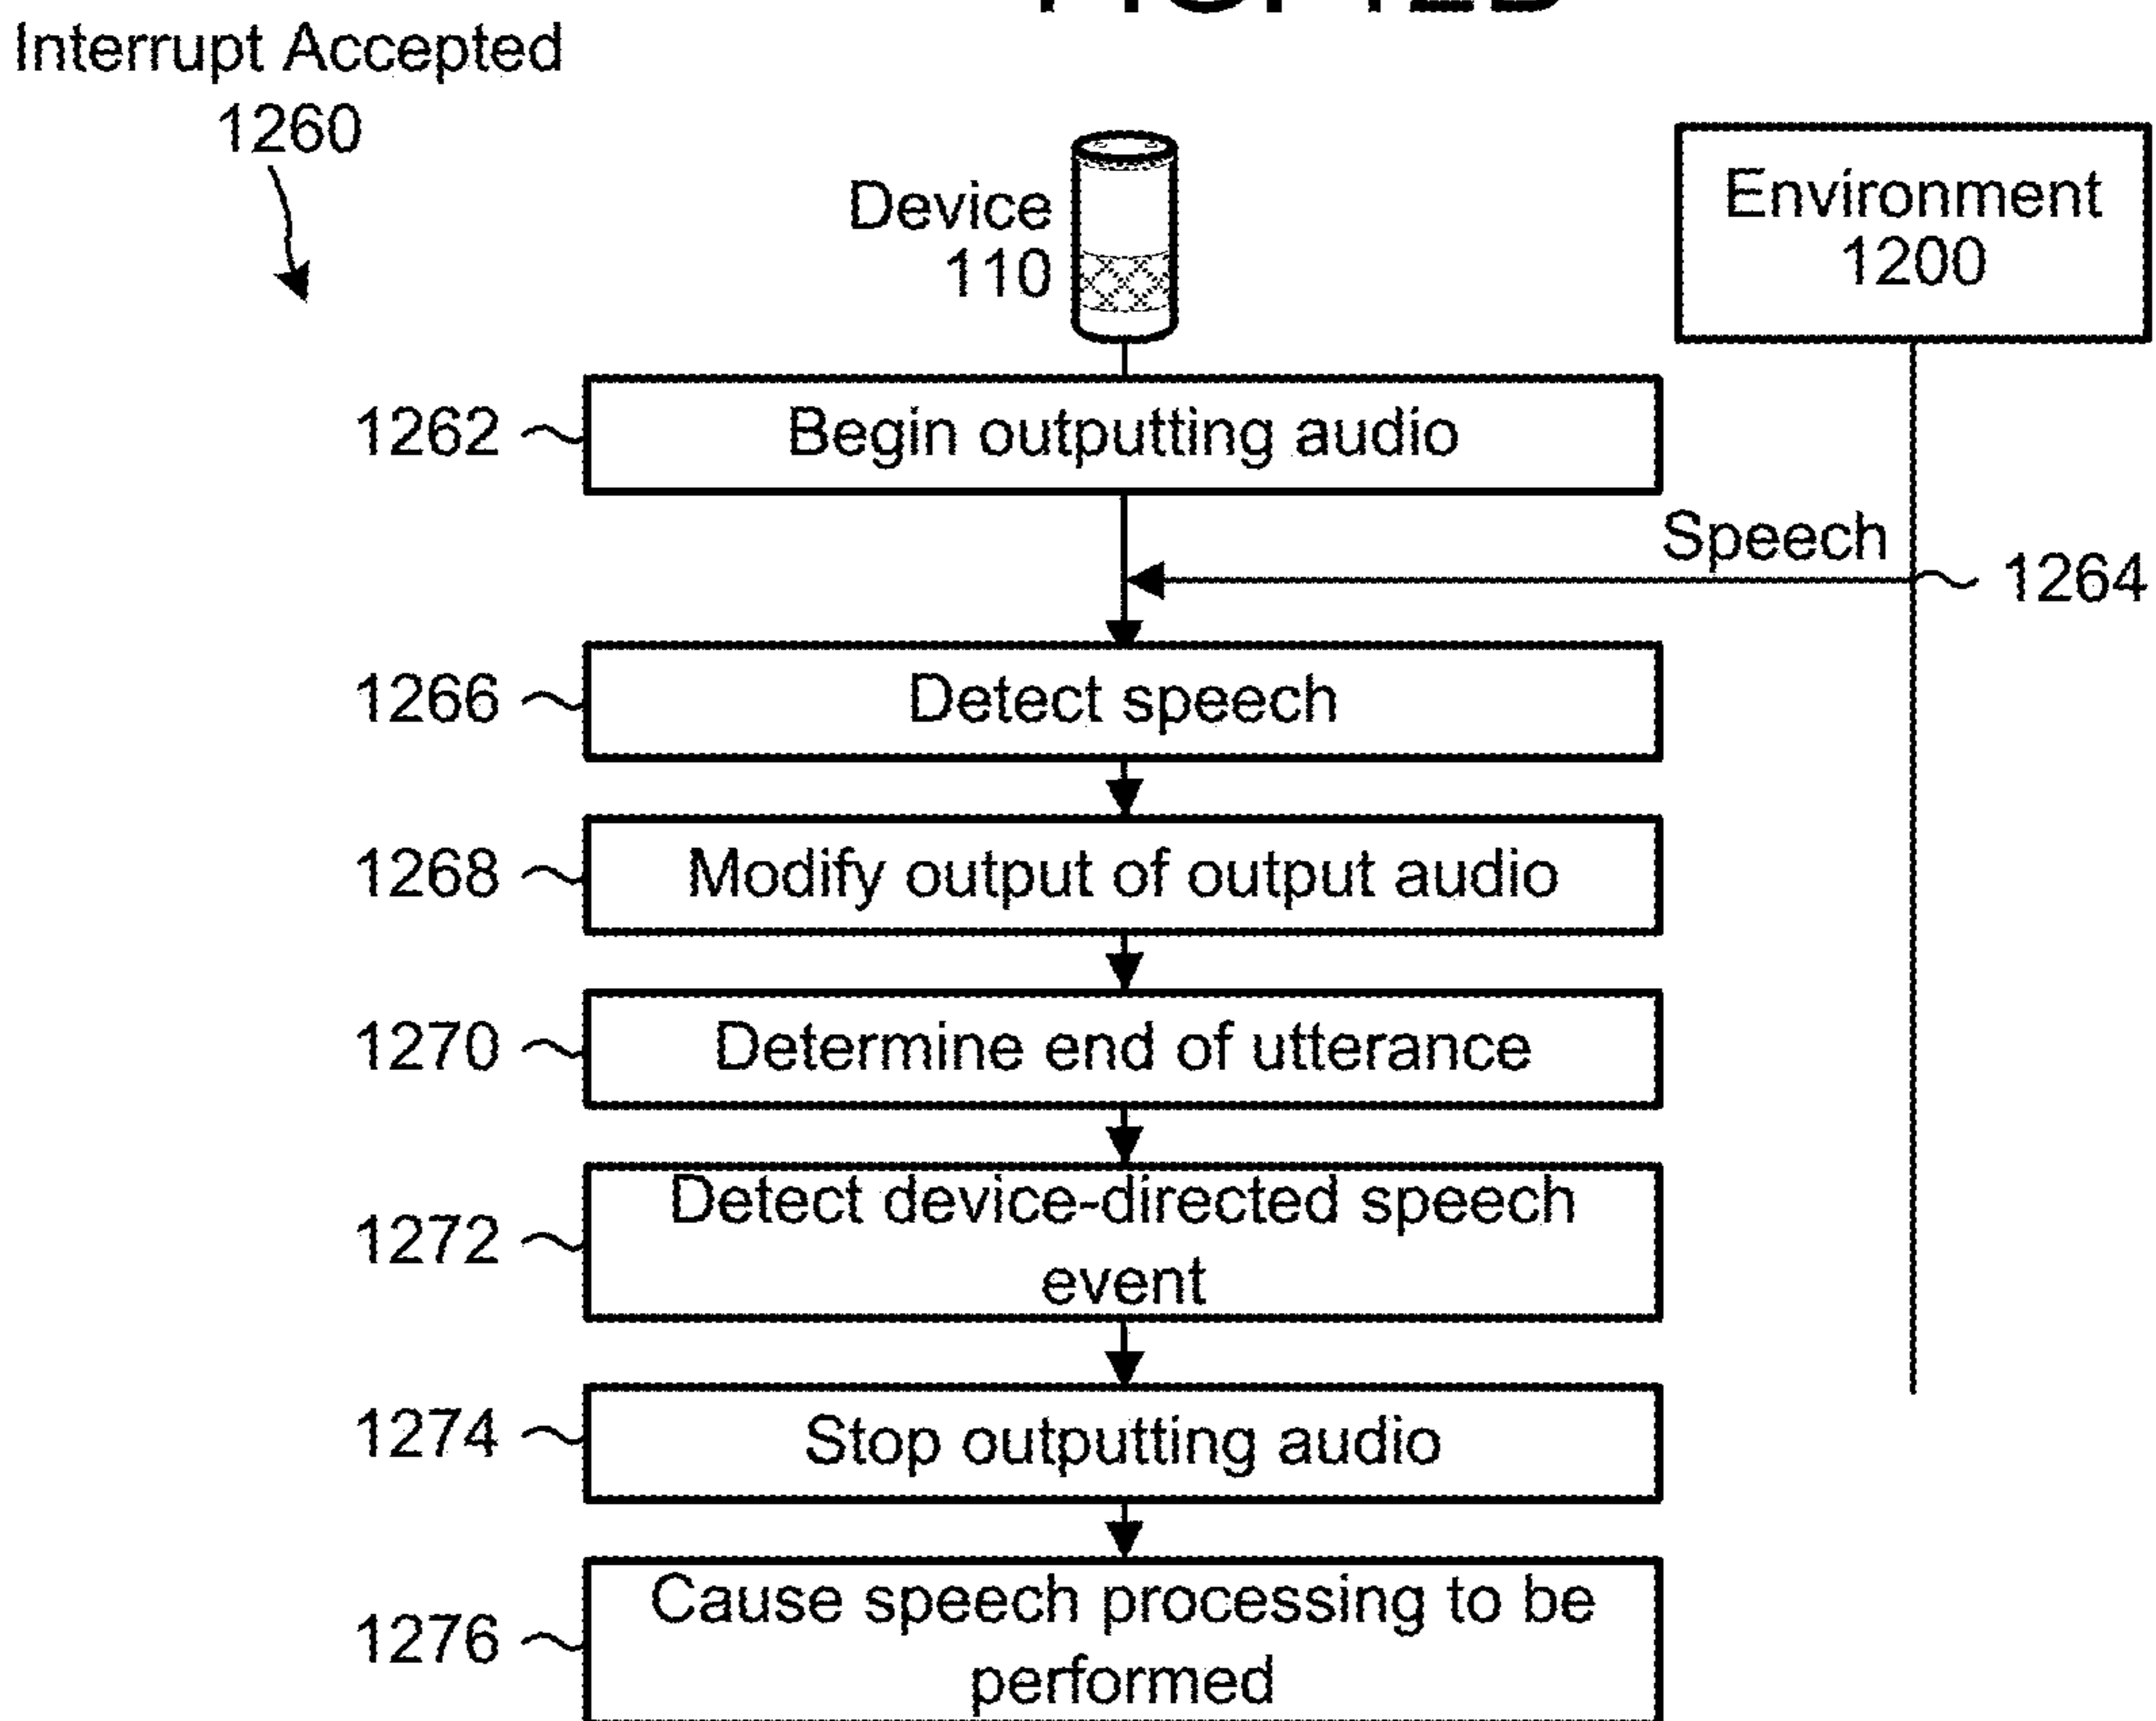 Interrupt Accepted
1260
Device
110
Environment
1200
1262
Begin outputting audio
Speech
1264
1266
Detect speech
1268
Modify output of output audio
1270
Determine end of utterance
1272
Detect device-directed speech
event
1274
Stop outputting audio
1276
Cause speech processing to be
performed